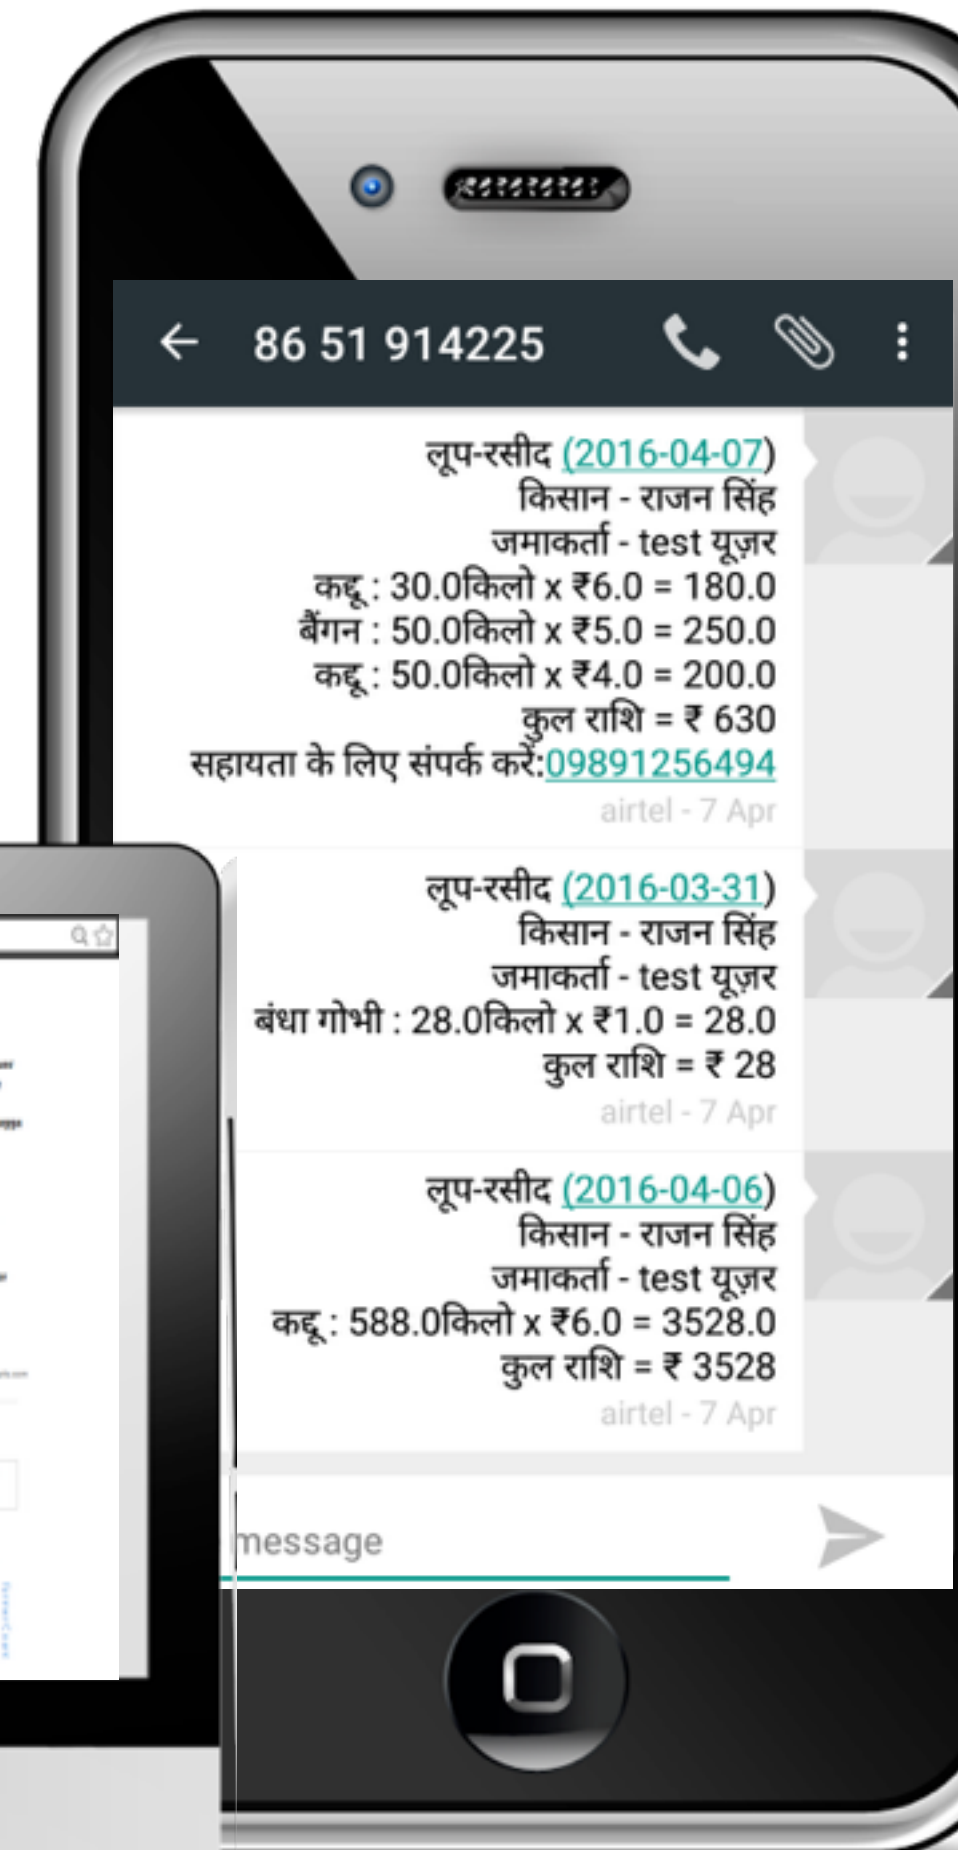 86 51 914225
लूप-रसीद (2016-04-07)
किसान - राजन सिंह
जमाकर्ता - test यूज़र
कद्दू : 30.0किलो x ₹6.0 = 180.0
बैंगन : 50.0किलो x ₹5.0 = 250.0
कद्दू : 50.0किलो x ₹4.0 = 200.0
कुल राशि = ₹ 630
सहायता के लिए संपर्क करें:09891256494
airtel - 7 Apr
लूप-रसीद (2016-03-31)
किसान - राजन सिंह
जमाकर्ता - test यूज़र
बंधा गोभी : 28.0किलो x ₹1.0 = 28.0
कुल राशि = ₹ 28
airtel - 7 Apr
लूप-रसीद (2016-04-06)
किसान - राजन सिंह
जमाकर्ता - test यूज़र
कद्दू : 588.0किलो x ₹6.0 = 3528.0
कुल राशि = ₹ 3528
airtel - 7 Apr
message